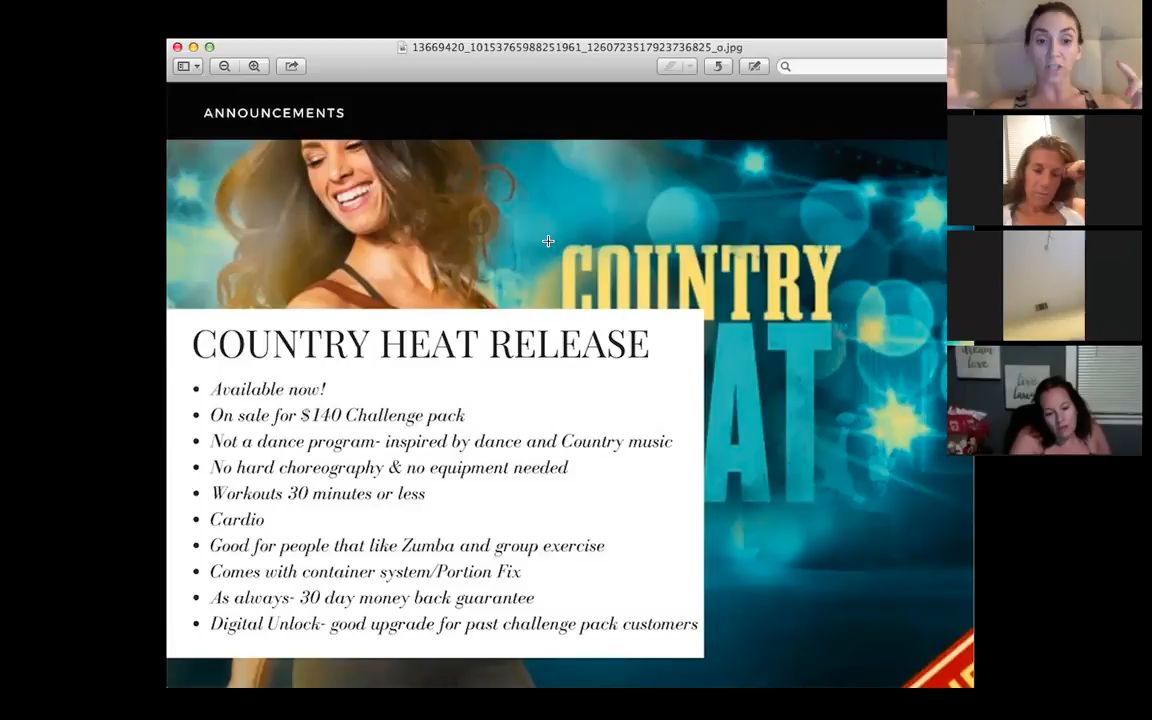 13669420_10153765988251961_1260723517923736825_o.jpg
ANNOUNCEMENTS
COUNTRY
EAT
COUNTRY HEAT RELEASE
• Available now!
• On sale for $140 Challenge pack
• Not a dance program- inspired by dance and Country music
• No hard choreography & no equipment needed
• Workouts 30 minutes or less
• Cardio
• Good for people that like Zumba and group exercise
• Comes with container system/Portion Fix
• As always- 30 day money back guarantee
• Digital Unlock- good upgrade for past challenge pack customers
dream
love